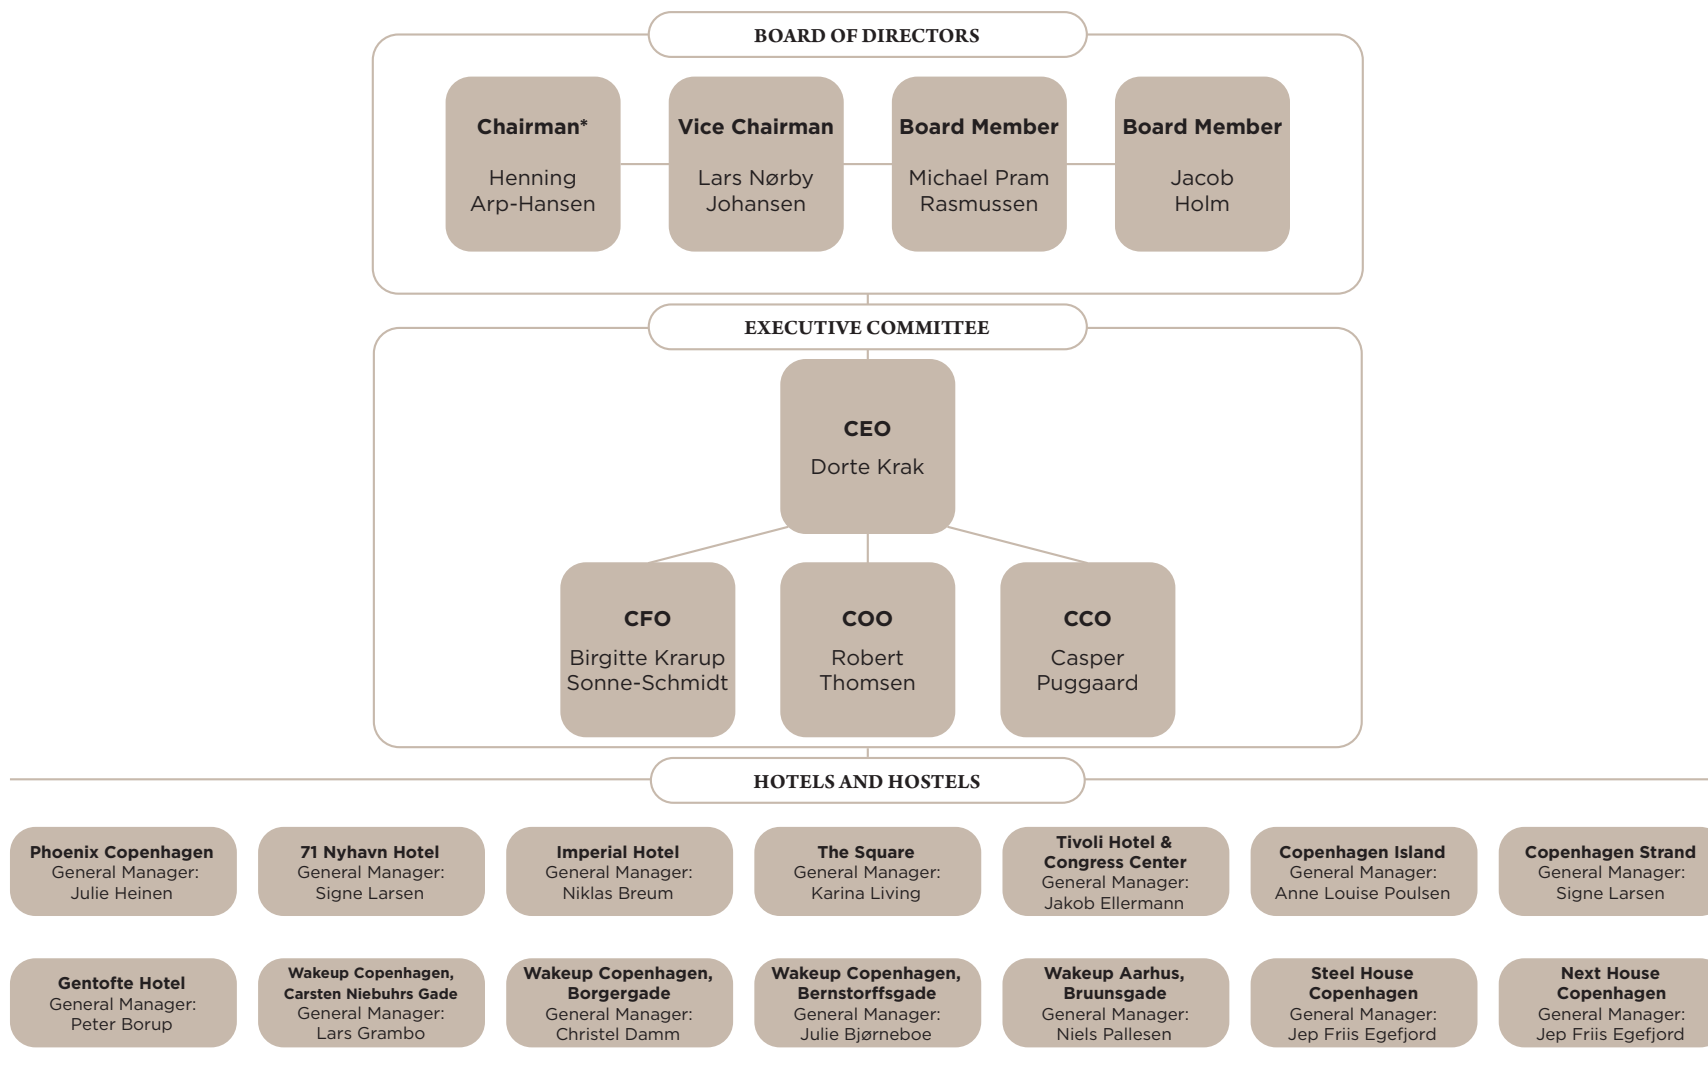 BOARD OF DIRECTORS
Chairman*
Henning
Arp-Hansen
Vice Chairman
Lars Nørby
Johansen
Board Member
Michael Pram
Rasmussen
Board Member
Jacob
Holm
EXECUTIVE COMMITTEE
CEO
Dorte Krak
CFO
Birgitte Krarup
Sonne-Schmidt
COO
Robert
Thomsen
CCO
Casper
Puggaard
HOTELS AND HOSTELS
Phoenix Copenhagen
General Manager:
Julie Heinen
71 Nyhavn Hotel
General Manager:
Signe Larsen
Imperial Hotel
General Manager:
Niklas Breum
The Square
General Manager:
Karina Living
Tivoli Hotel &
Congress Center
General Manager:
Jakob Ellermann
Copenhagen Island
General Manager:
Anne Louise Poulsen
Copenhagen Strand
General Manager:
Signe Larsen
Gentofte Hotel
General Manager:
Peter Borup
Wakeup Copenhagen,
Carsten Niebuhrs Gade
General Manager:
Lars Grambo
Wakeup Copenhagen,
Borgergade
General Manager:
Christel Damm
Wakeup Copenhagen,
Bernstorffsgade
General Manager:
Julie Bjørneboe
Wakeup Aarhus,
Bruunsgade
General Manager:
Niels Pallesen
Steel House
Copenhagen
General Manager:
Jep Friis Egefjord
Next House
Copenhagen
General Manager:
Jep Friis Egefjord